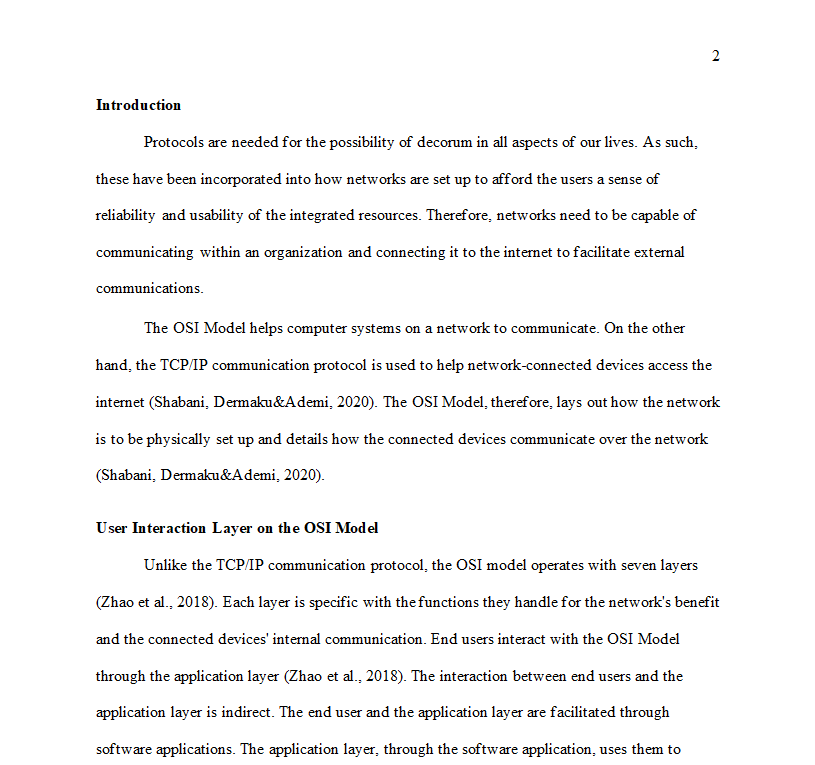 2
Introduction
Protocols are needed for the possibility of decorum in all aspects of our lives. As such,
these have been incorporated into how networks are set up to afford the users a sense of
reliability and usability of the integrated resources. Therefore, networks need to be capable of
communicating within an organization and connecting it to the internet to facilitate external
communications.
The OSI Model helps computer systems on a network to communicate. On the other
hand, the TCP/IP communication protocol is used to help network-connected devices access the
internet (Shabani, Dermaku&Ademi, 2020). The OSI Model, therefore, lays out how the network
is to be physically set up and details how the connected devices communicate over the network
(Shabani, Dermaku&Ademi, 2020).
User Interaction Layer on the OSI Model
Unlike the TCP/IP communication protocol, the OSI model operates with seven layers
(Zhao et al., 2018). Each layer is specific with the functions they handle for the network's benefit
and the connected devices' internal communication. End users interact with the OSI Model
through the application layer (Zhao et al., 2018). The interaction between end users and the
application layer is indirect. The end user and the application layer are facilitated through
software applications. The application layer, through the software application, uses them to